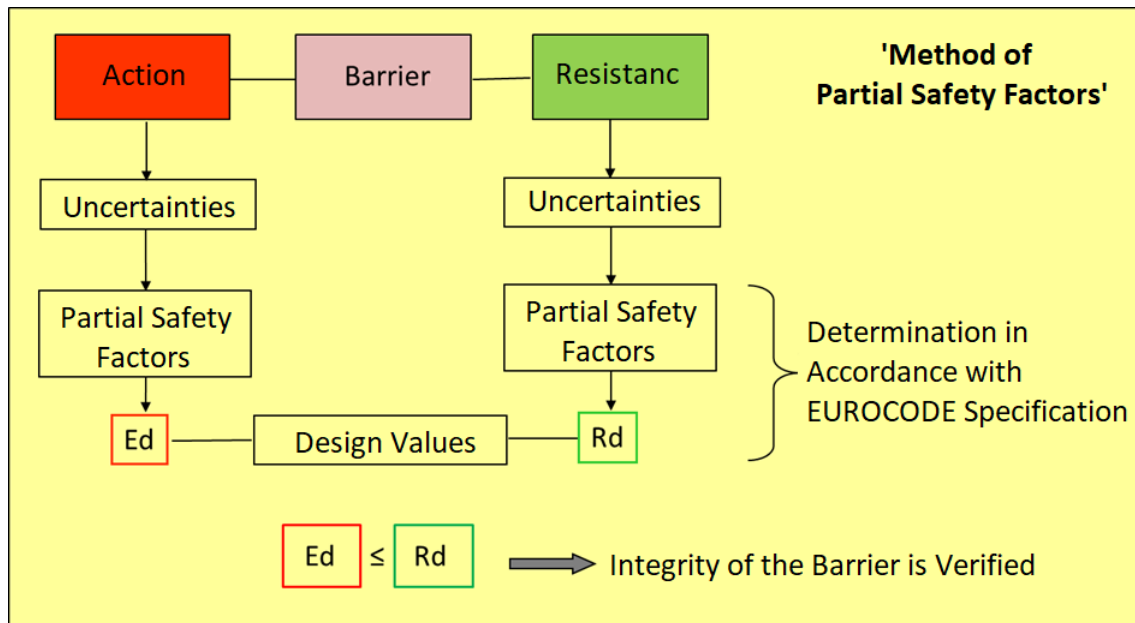 Action
Barrier
Resistanc
'Method of
Partial Safety Factors'
Uncertainties
Uncertainties
Partial Safety
Factors
Partial Safety
Factors
Determination in
Accordance with
EUROCODE Specification
Ed
Design Values
Rd
Ed ≤ Rd
Integrity of the Barrier is Verified